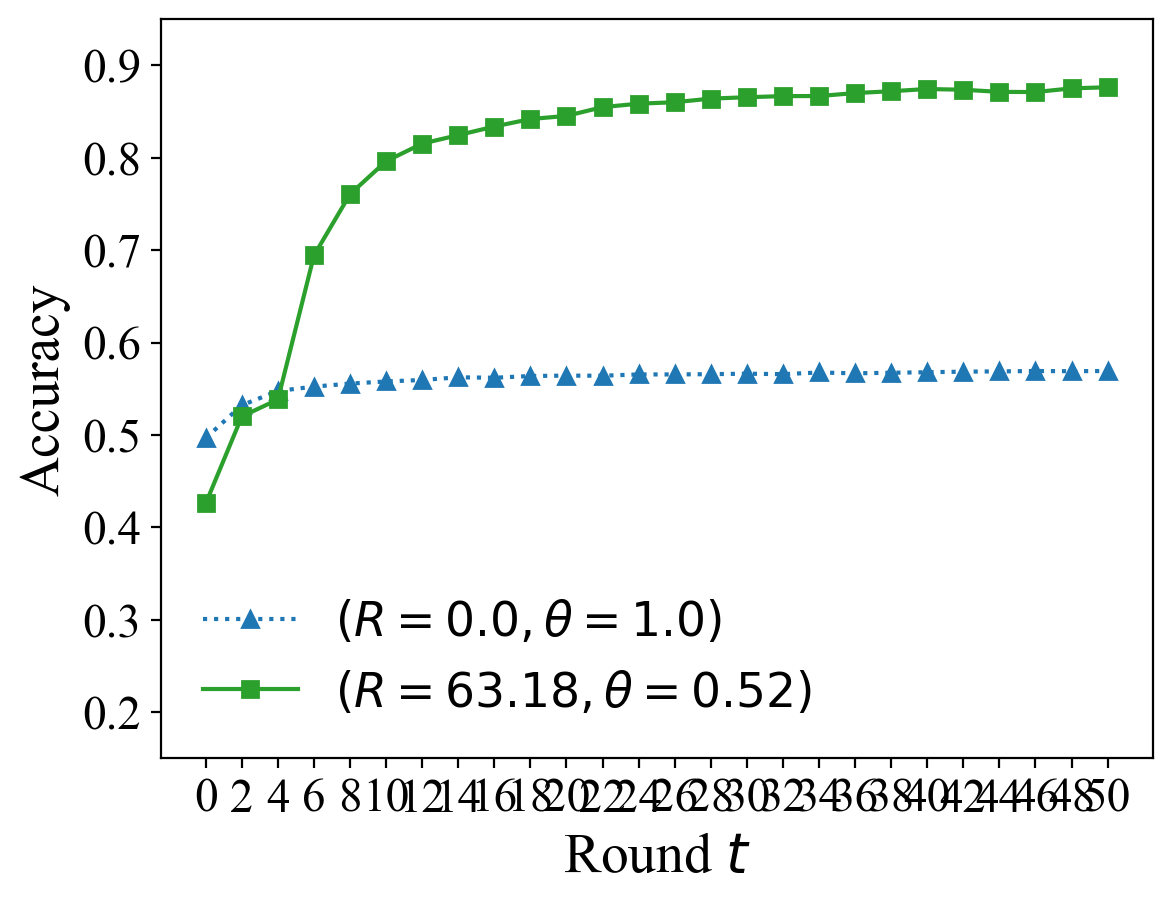 0.9
0.8
0.7
0.6
0.5
0.4
0.3
0.2
Accuracy
(R = 0.0, θ = 1.0)
(R = 63.18, θ = 0.52)
0 2 4 6 8 10 12 14 16 18 20 22 24 26 28 30 32 34 36 38 40 42 44 46 48 50
Round t